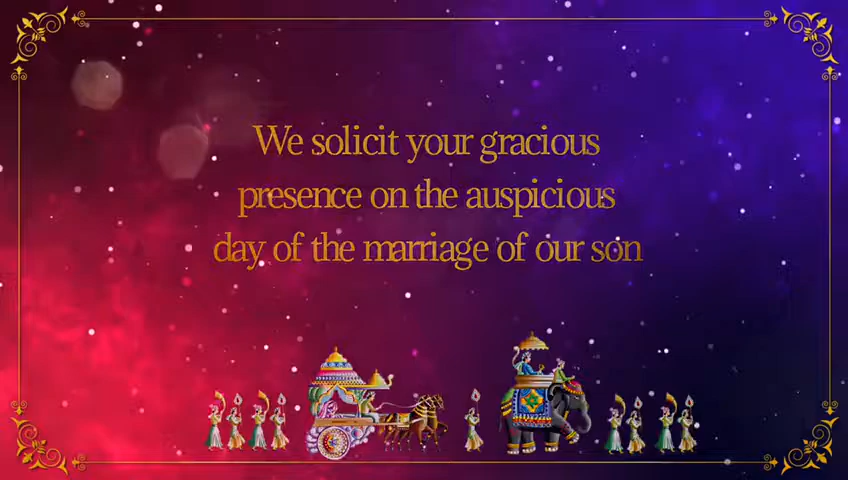 We solicit your gracious
presence on the auspicious
day of the marriage of our son